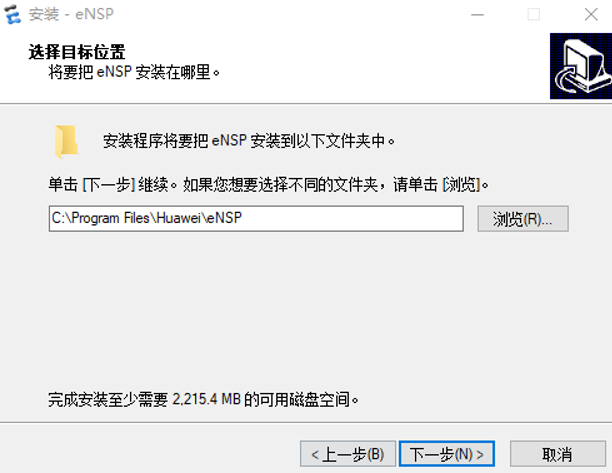 安装 - eNSP
选择目标位置
将要把 eNSP 安装在哪里。
安装程序将要把 eNSP 安装到以下文件夹中。
单击 [下一步] 继续。如果您想要选择不同的文件夹，请单击 [浏览]。
C:\Program Files\Huawei\eNSP
浏览(R)...
完成安装至少需要 2,215.4 MB 的可用磁盘空间。
< 上一步(B)
下一步(N) >
取消